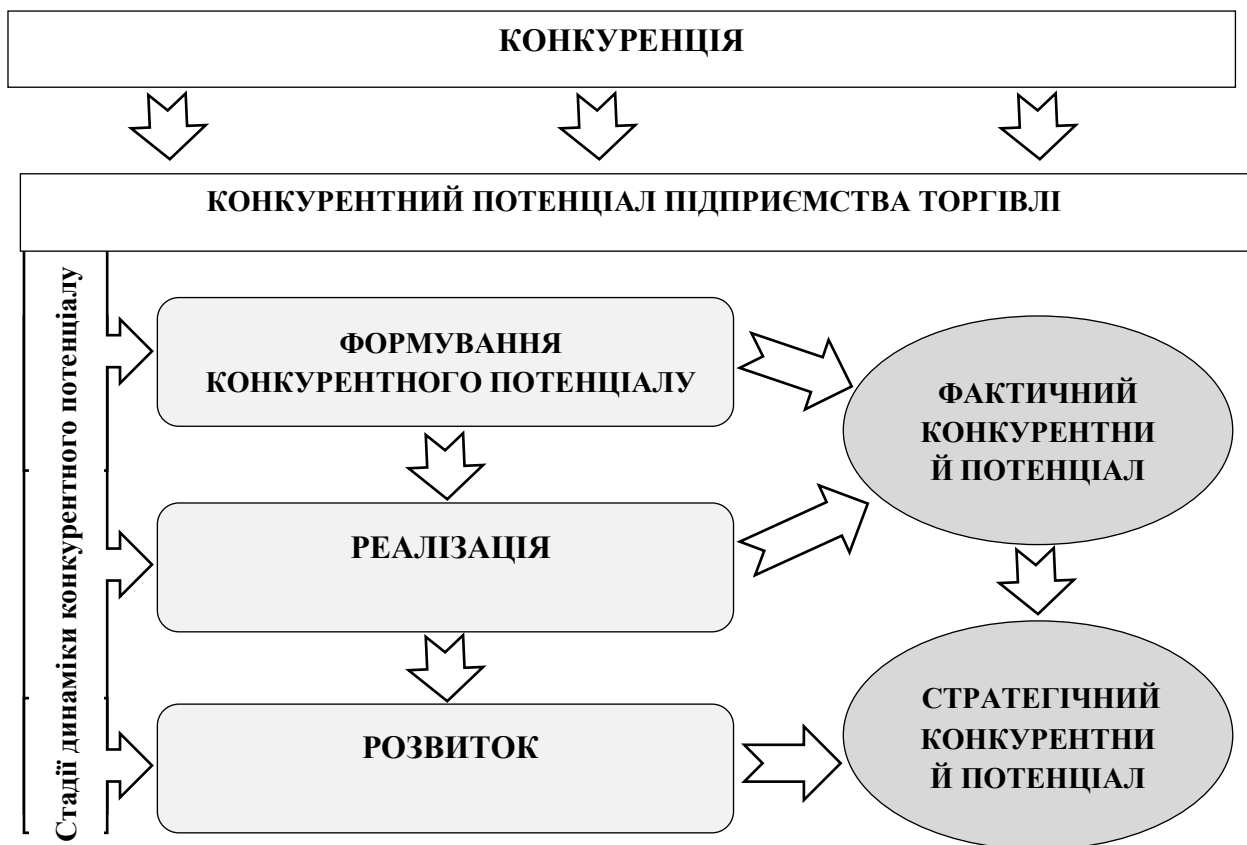 КОНКУРЕНЦІЯ
КОНКУРЕНТНИЙ ПОТЕНЦІАЛ ПІДПРИЄМСТВА ТОРГІВЛІ
Стадії динаміки конкурентного потенціалу
ФОРМУВАННЯ
КОНКУРЕНТНОГО ПОТЕНЦІАЛУ
РЕАЛІЗАЦІЯ
РОЗВИТОК
ФАКТИЧНИЙ
КОНКУРЕНТНИ
Й ПОТЕНЦІАЛ
СТРАТЕГІЧНИЙ
КОНКУРЕНТНИ
Й ПОТЕНЦІАЛ